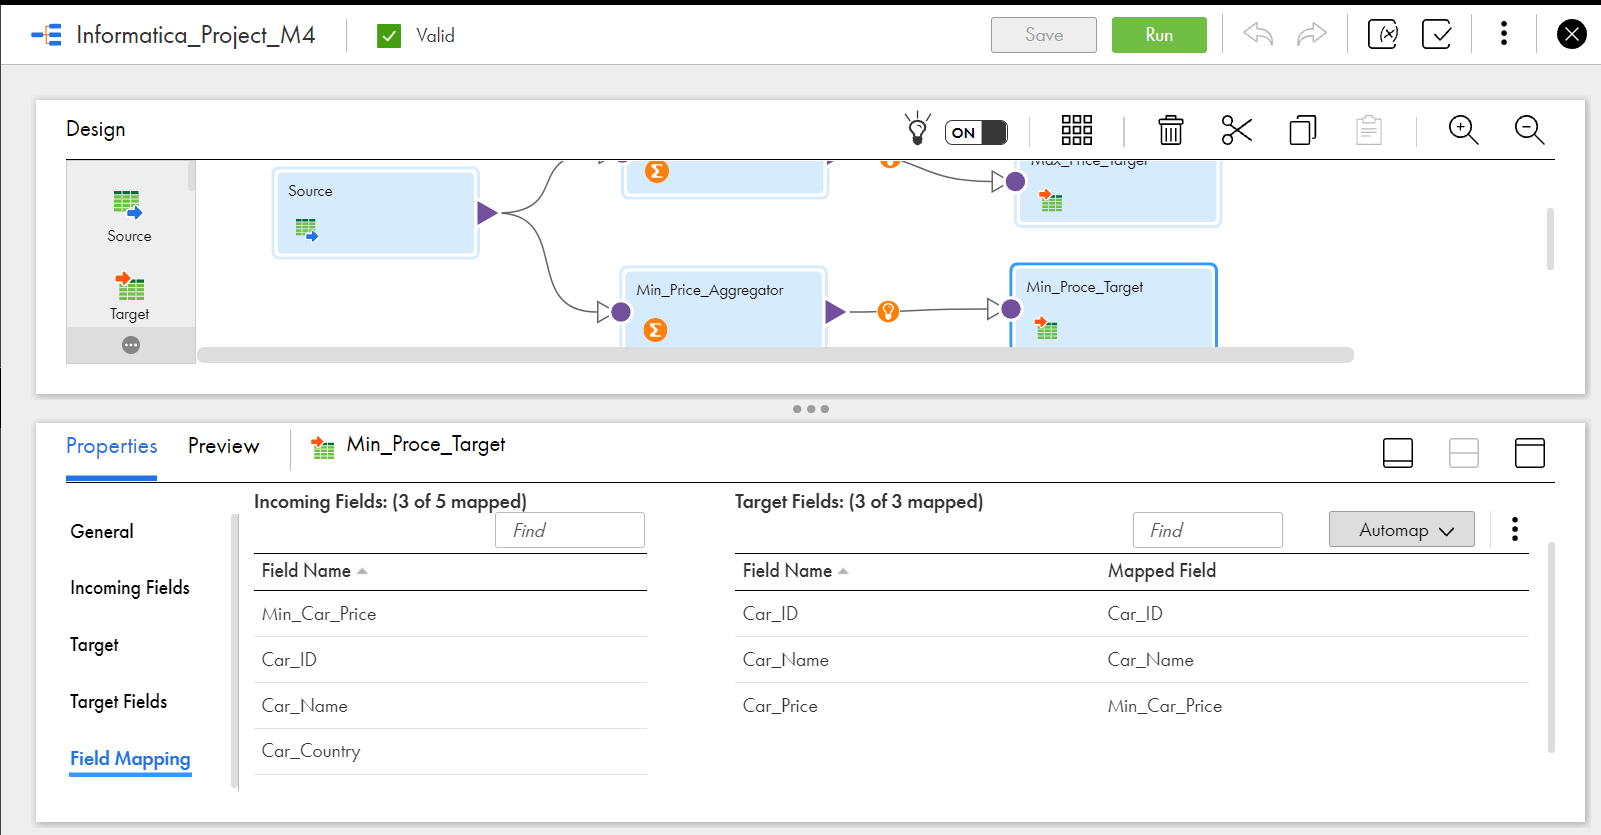 Informatica_Project_M4
Valid
Save
Run
Design
ON
Source
Target
Source
Max_Price_Target
Min_Price_Aggregator
Min_Proce_Target
Properties
Preview
Min_Proce_Target
General
Incoming Fields
Target
Target Fields
Field Mapping
Incoming Fields: (3 of 5 mapped)
Find
Field Name
Min_Car_Price
Car_ID
Car_Name
Car_Country
Target Fields: (3 of 3 mapped)
Find
Automap
Field Name Mapped Field
Car_ID Car_ID
Car_Name Car_Name
Car_Price Min_Car_Price